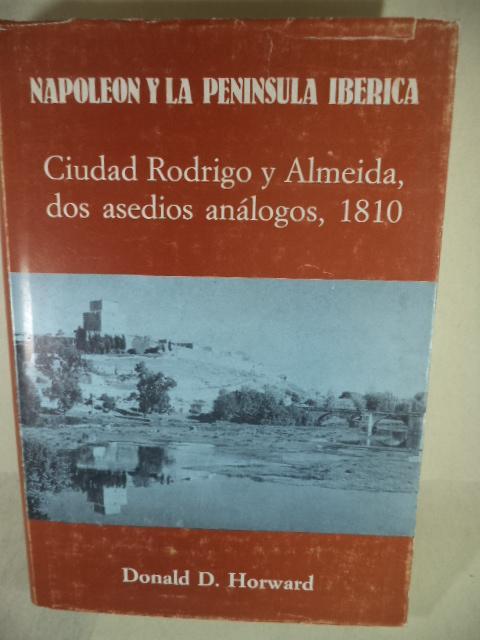 NAPOLEON Y LA PENINSULA IBERICA
Ciudad Rodrigo y Almeida,
dos asedios análogos, 1810
Donald D. Horward